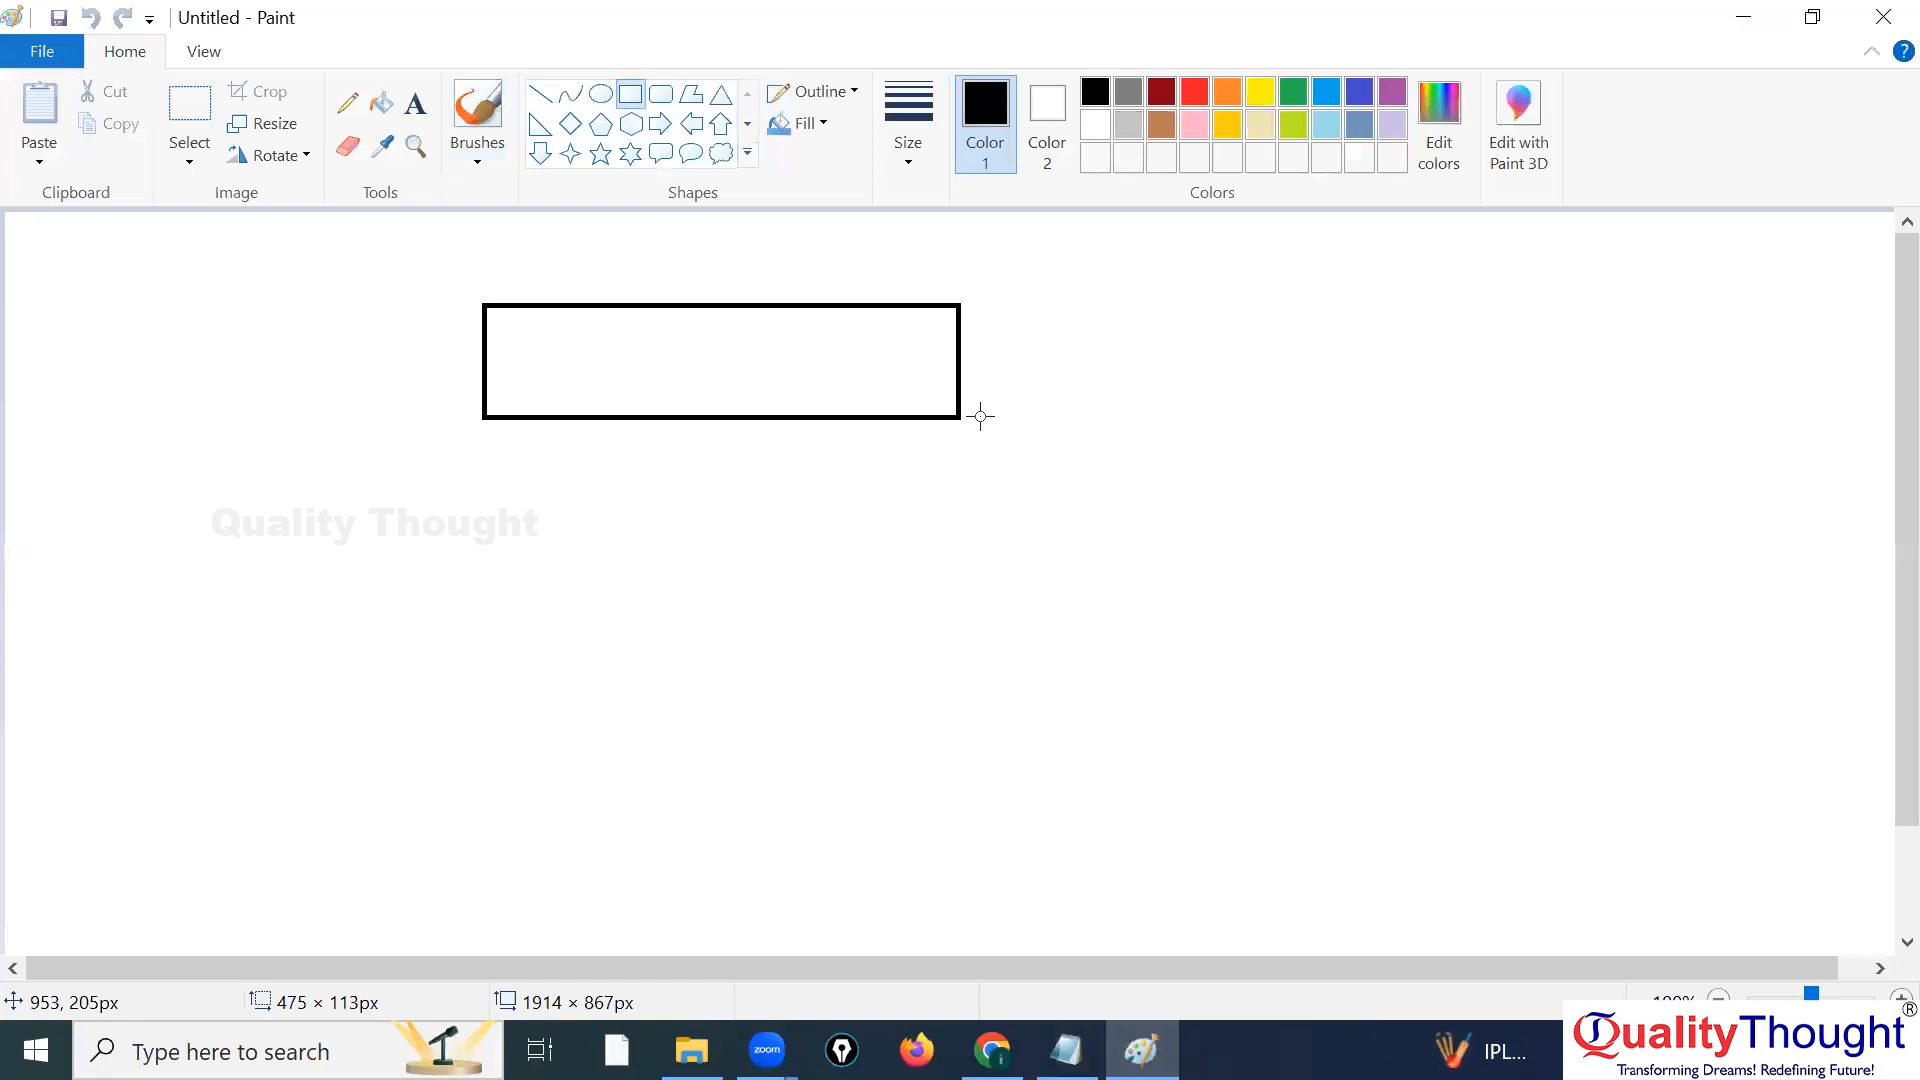 Untitled - Paint
File
Home
View
Paste
Cut
Copy
Clipboard
Select
Crop
Resize
Rotate
Image
A
Tools
Brushes
Shapes
Outline
Fill
Size
Color
1
Color
2
Colors
Edit
colors
Edit with
Paint 3D
?
Quality Thought
953, 205px
475 × 113px
1914 × 867px
Type here to search
zoom
IPL...
QualityThought®
Transforming Dreams! Redefining Future!